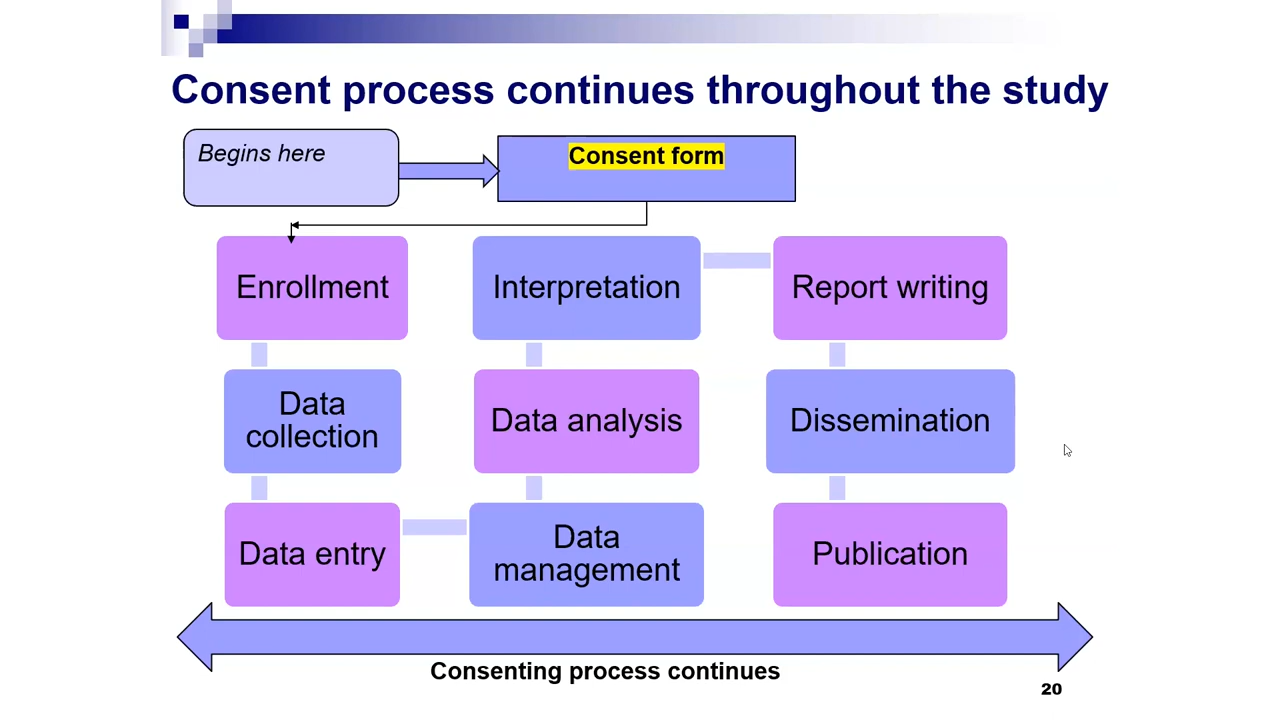 Consent process continues throughout the study
Begins here
Consent form
Enrollment
Interpretation
Report writing
Data
collection
Data analysis
Dissemination
Data entry
Data
management
Publication
Consenting process continues
20